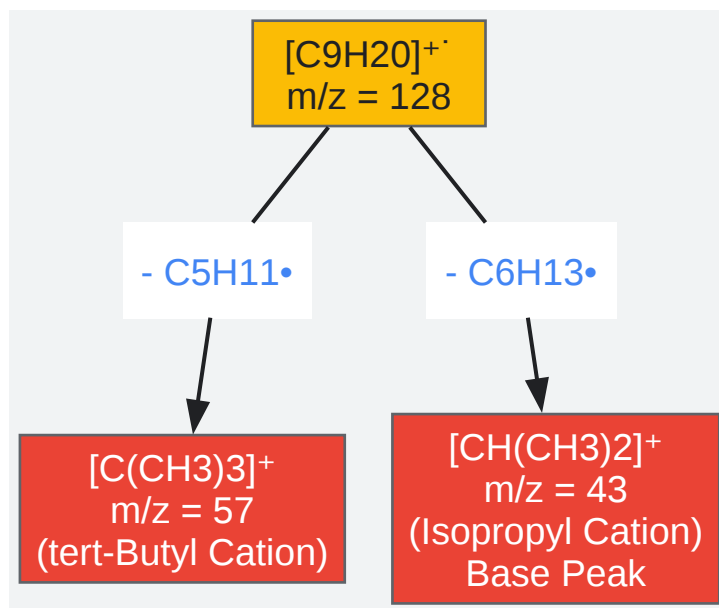 [C9H20]⁺˙
m/z = 128
- C5H11•
- C6H13•
[C(CH3)3]⁺
m/z = 57
(tert-Butyl Cation)
[CH(CH3)2]⁺
m/z = 43
(Isopropyl Cation)
Base Peak